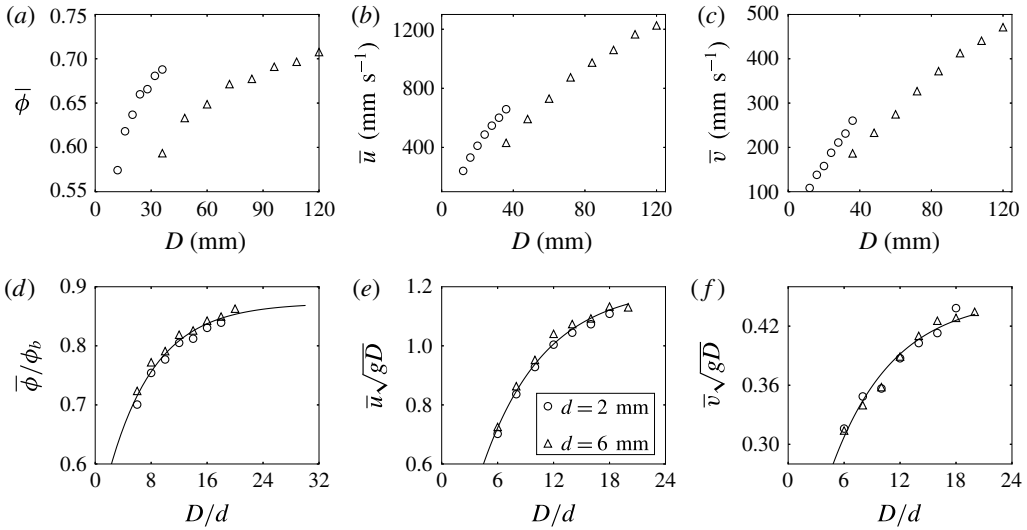 (a)
0.75
0.70
0.65
0.60
0.55
ϕ̅
0 30 60 90 120
D (mm)
(b)
1200
800
400
u̅ (mm s⁻¹)
0 40 80 120
D (mm)
(c)
500
400
300
200
100
v̅ (mm s⁻¹)
0 40 80 120
D (mm)
(d)
0.9
0.8
0.7
0.6
ϕ̅/ϕ_b
0 8 16 24 32
D/d
(e)
1.2
1.0
0.8
0.6
u̅√gD
0 6 12 18 24
D/d
d = 2 mm
d = 6 mm
(f)
0.42
0.36
0.30
v̅√gD
0 6 12 18 24
D/d